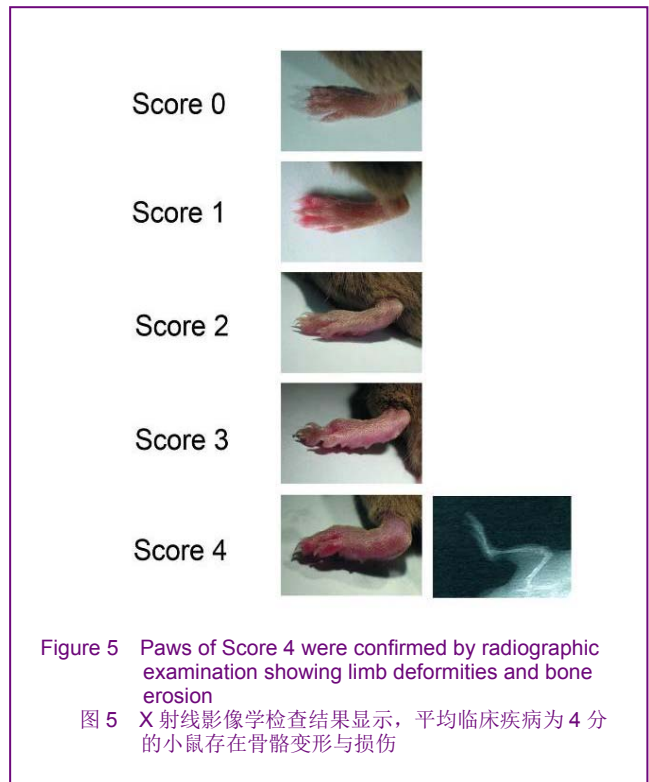 Score 0
Score 1
Score 2
Score 3
Score 4
Figure 5 Paws of Score 4 were confirmed by radiographic
examination showing limb deformities and bone
erosion
图 5 X 射线影像学检查结果显示，平均临床疾病为 4 分
的小鼠存在骨骼变形与损伤